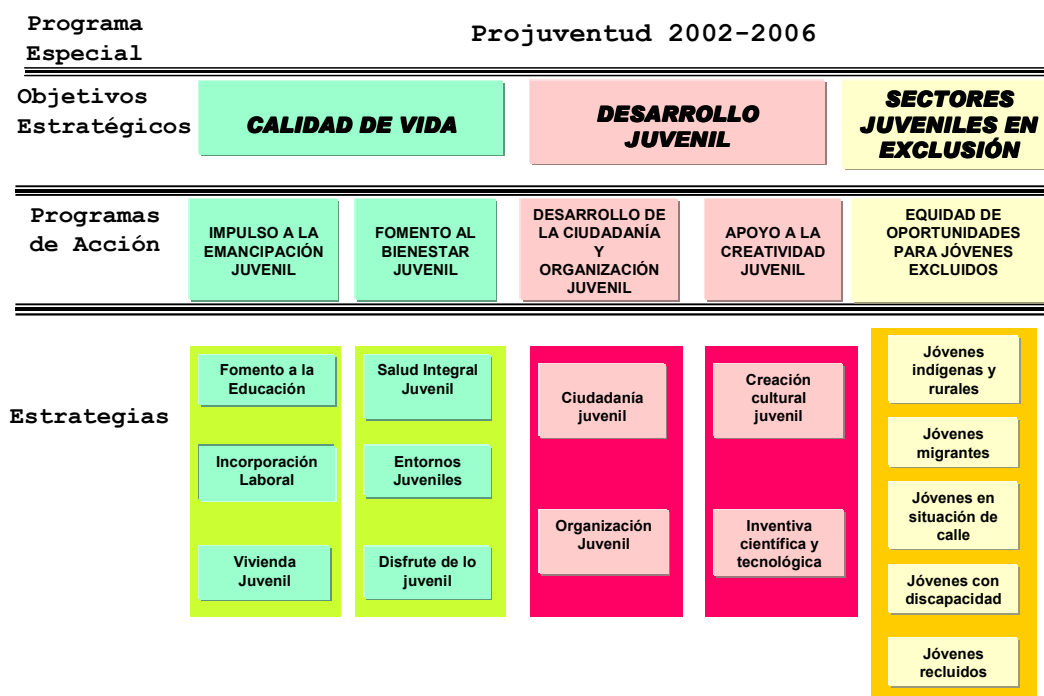 Programa
Especial
Projuventud 2002-2006
Objetivos
Estratégicos
CALIDAD DE VIDA
DESARROLLO
JUVENIL
SECTORES
JUVENILES EN
EXCLUSIÓN
Programas
de Acción
IMPULSO A LA
EMANCIPACIÓN
JUVENIL
FOMENTO AL
BIENESTAR
JUVENIL
DESARROLLO DE
LA CIUDADANÍA
Y
ORGANIZACIÓN
JUVENIL
APOYO A LA
CREATIVIDAD
JUVENIL
EQUIDAD DE
OPORTUNIDADES
PARA JÓVENES
EXCLUIDOS
Estrategias
Fomento a la
Educación
Incorporación
Laboral
Vivienda
Juvenil
Salud Integral
Juvenil
Entornos
Juveniles
Disfrute de lo
juvenil
Ciudadanía
juvenil
Organización
Juvenil
Creación
cultural
juvenil
Inventiva
científica y
tecnológica
Jóvenes
indígenas y
rurales
Jóvenes
migrantes
Jóvenes en
situación de
calle
Jóvenes con
discapacidad
Jóvenes
recluidos